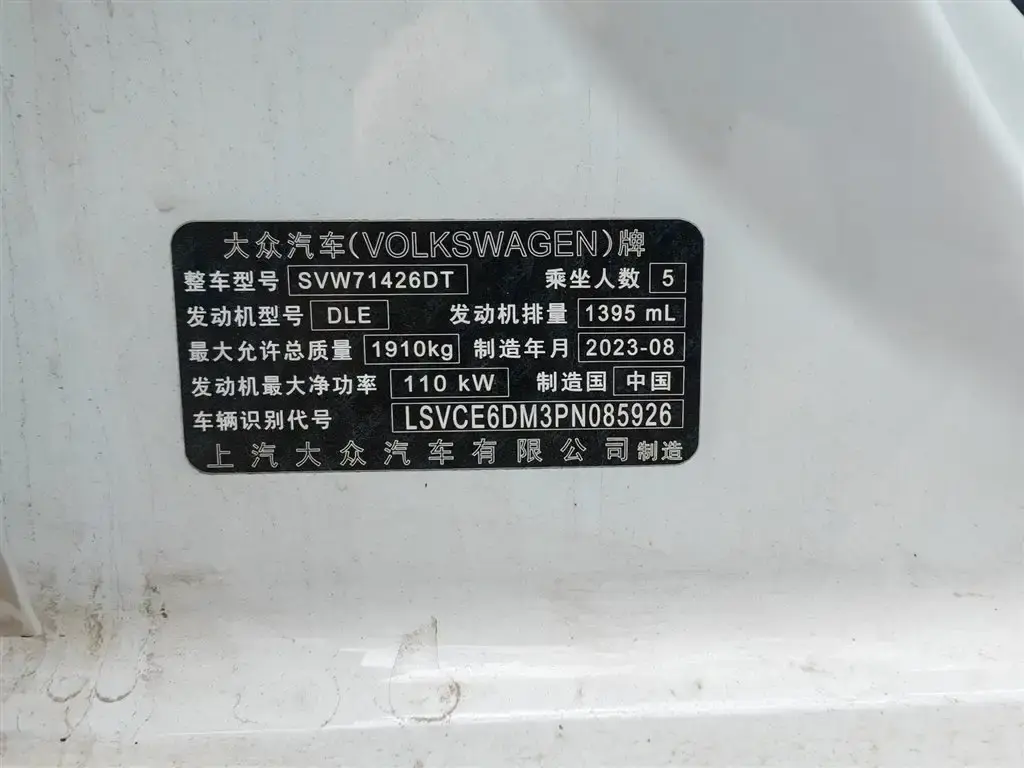 大众汽车(VOLKSWAGEN)牌
整车型号 SVW71426DT 乘坐人数 5
发动机型号 DLE 发动机排量 1395 mL
最大允许总质量 1910kg 制造年月 2023-08
发动机最大净功率 110 kW 制造国 中国
车辆识别代号 LSVCE6DM3PN085926
上汽大众汽车有限公司 制造